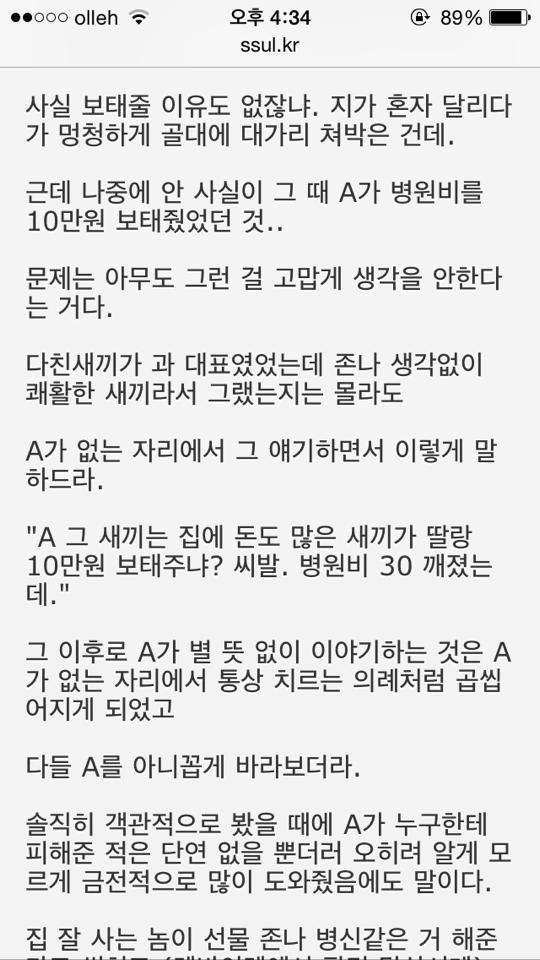 olleh 오후 4:34 89%
ssul.kr
사실 보태줄 이유도 없잖냐. 지가 혼자 달리다
가 멍청하게 골대에 대가리 쳐박은 건데.
근데 나중에 안 사실이 그 때 A가 병원비를
10만원 보태줬었던 것..
문제는 아무도 그런 걸 고맙게 생각을 안한다
는 거다.
다친새끼가 과 대표였었는데 존나 생각없이
쾌활한 새끼라서 그랬는지는 몰라도
A가 없는 자리에서 그 얘기하면서 이렇게 말
하드라.
"A 그 새끼는 집에 돈도 많은 새끼가 딸랑
10만원 보태주냐? 씨발. 병원비 30 깨졌는
데."
그 이후로 A가 별 뜻 없이 이야기하는 것은 A
가 없는 자리에서 통상 치르는 의례처럼 곱씹
어지게 되었고
다들 A를 아니꼽게 바라보더라.
솔직히 객관적으로 봤을 때에 A가 누구한테
피해준 적은 단연 없을 뿐더러 오히려 알게 모
르게 금전적으로 많이 도와줬음에도 말이다.
집 잘 사는 놈이 선물 존나 병신같은 거 해준